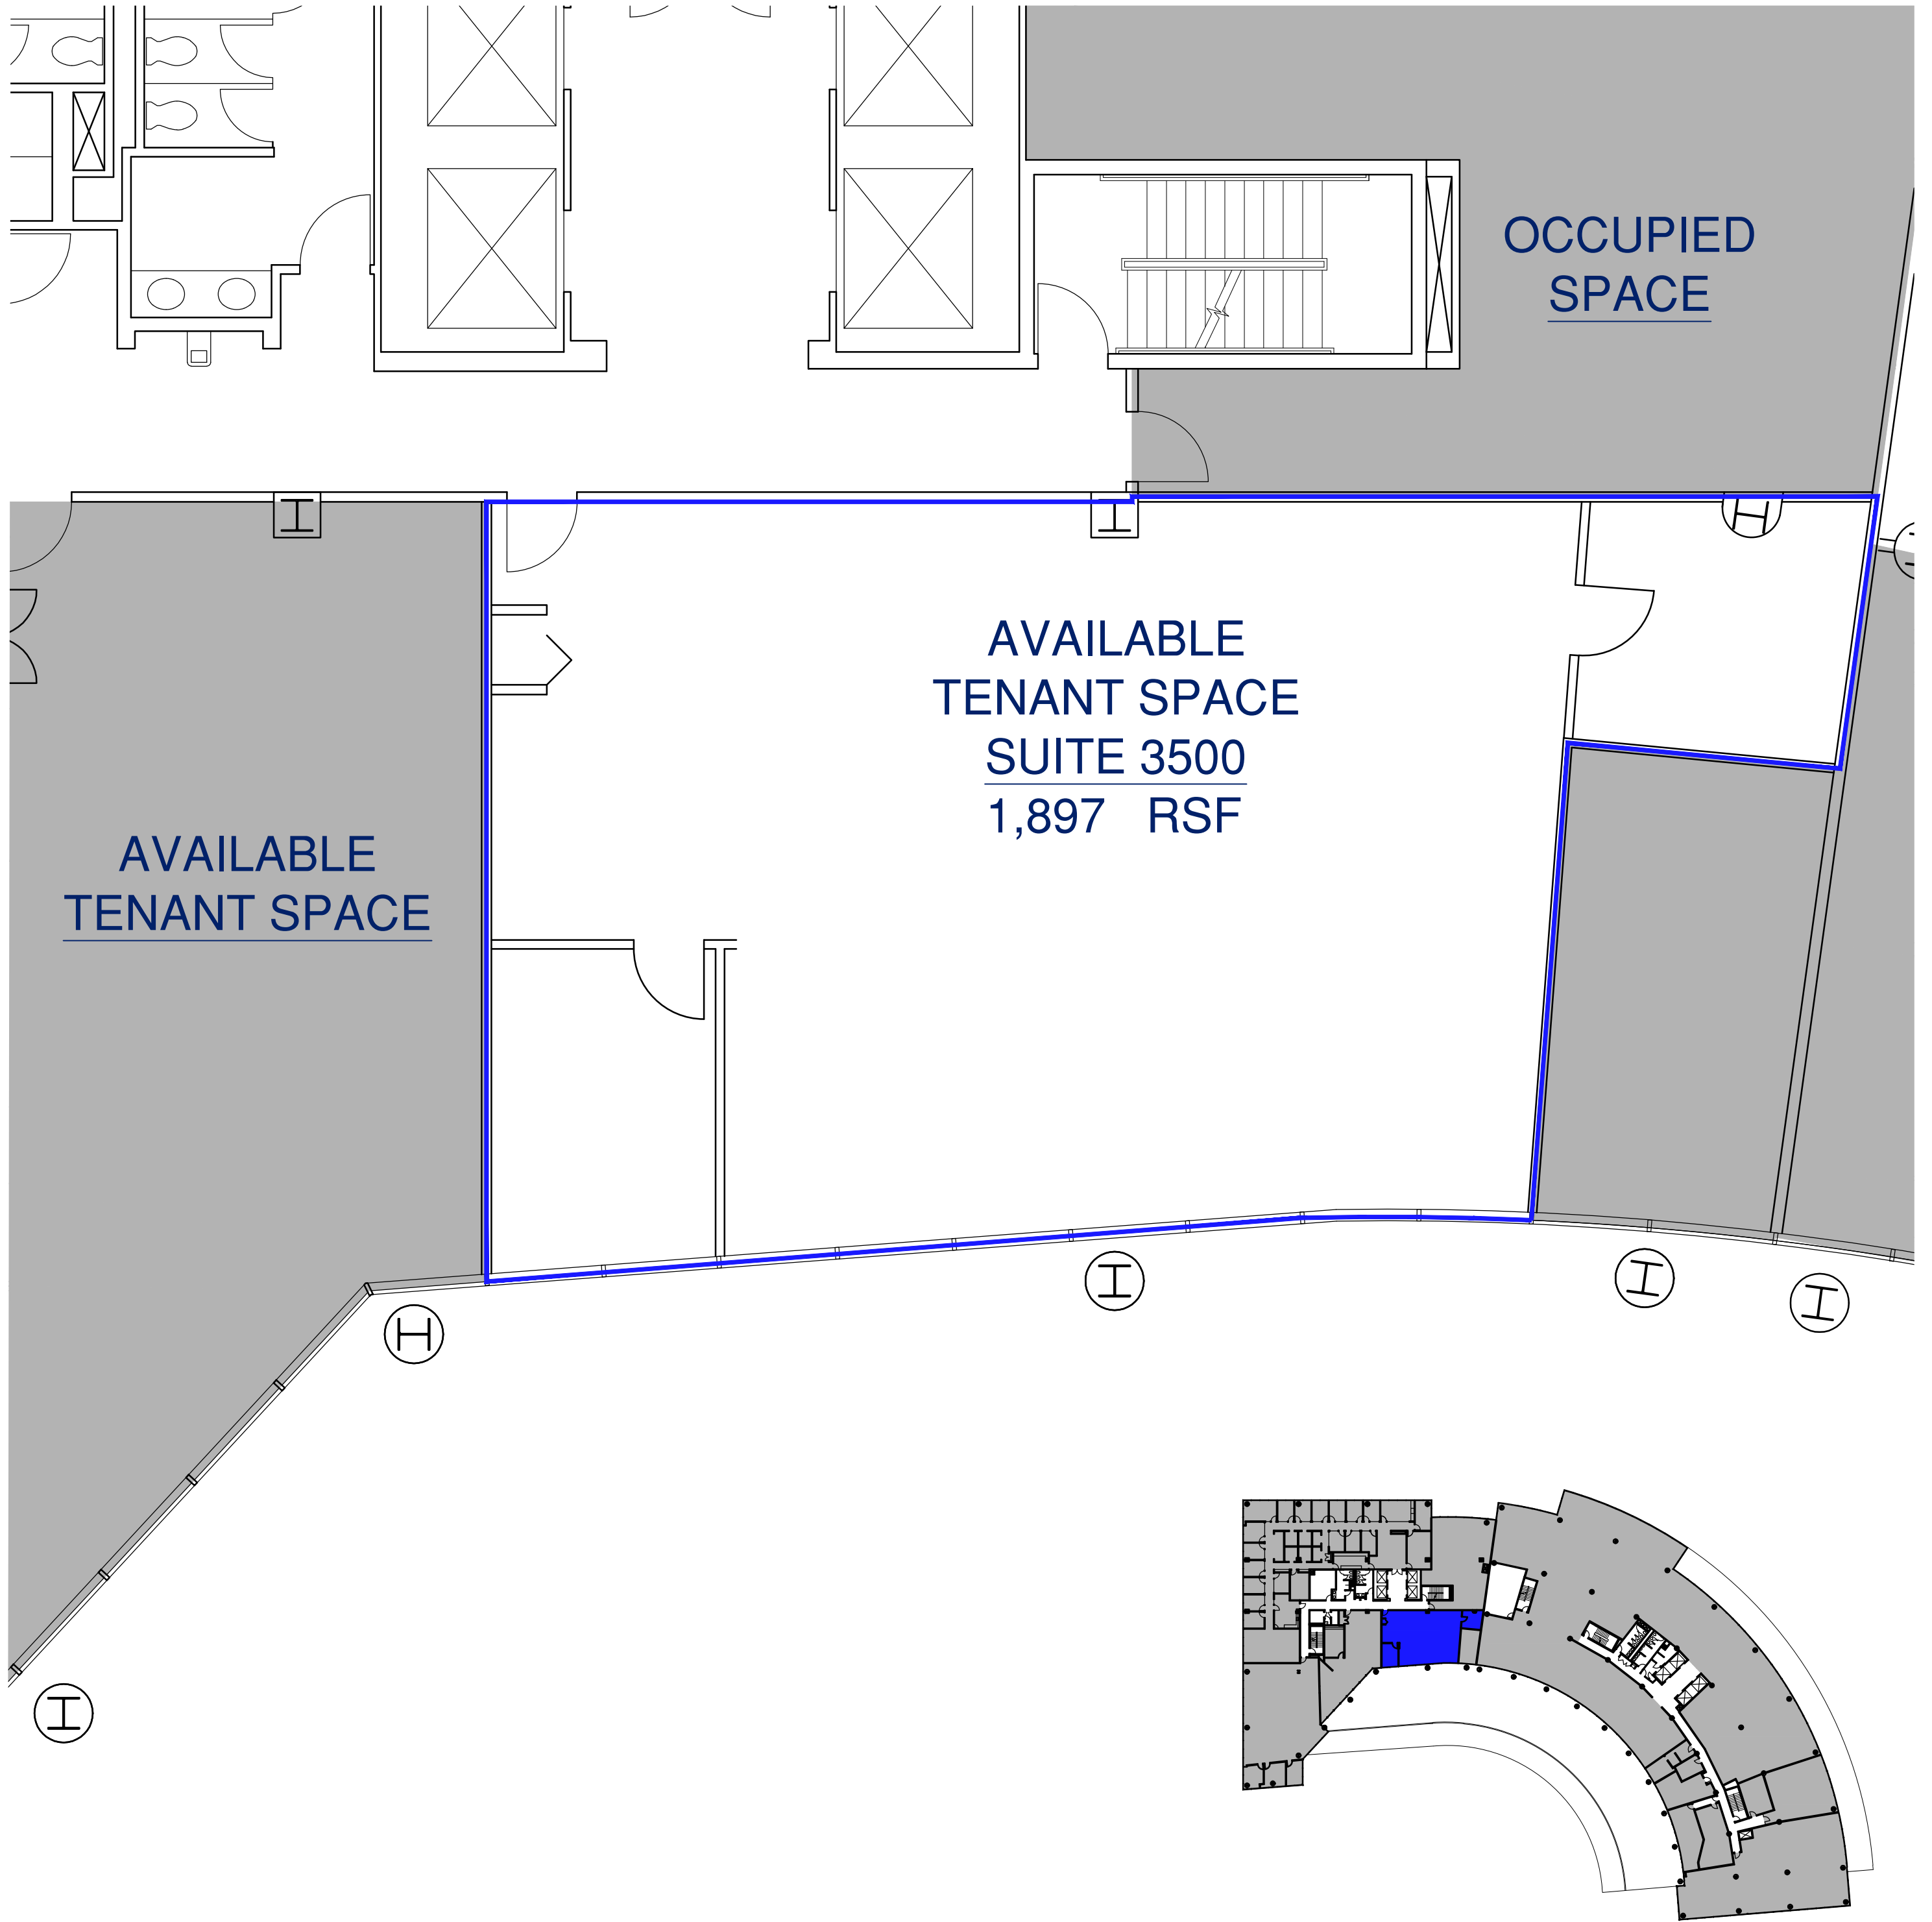 OCCUPIED
SPACE
AVAILABLE
TENANT SPACE
SUITE 3500
1,897 RSF
AVAILABLE
TENANT SPACE